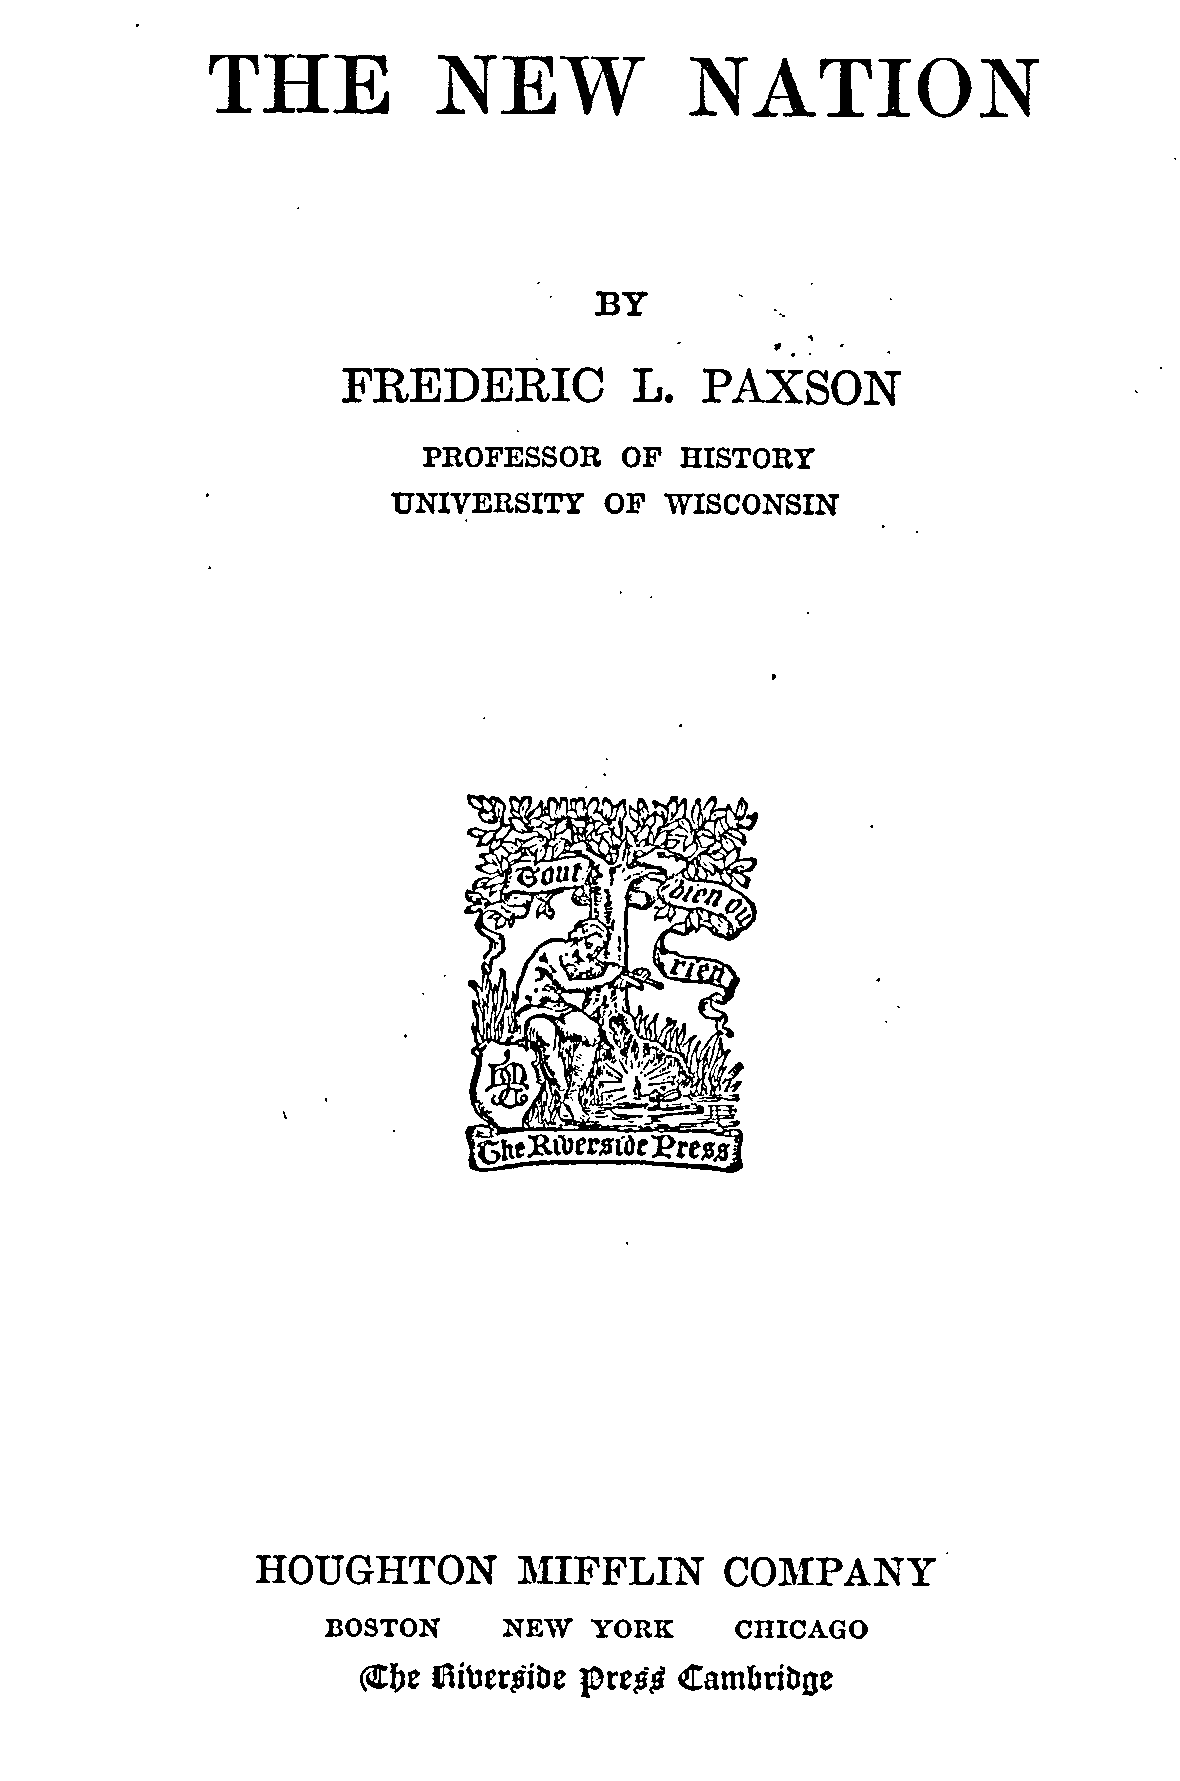 THE NEW NATION
BY
FREDERIC L. PAXSON
PROFESSOR OF HISTORY
UNIVERSITY OF WISCONSIN
Tout bien ou
rien
The Riverside Press
HOUGHTON MIFFLIN COMPANY
BOSTON NEW YORK CHICAGO
The Riverside Press Cambridge